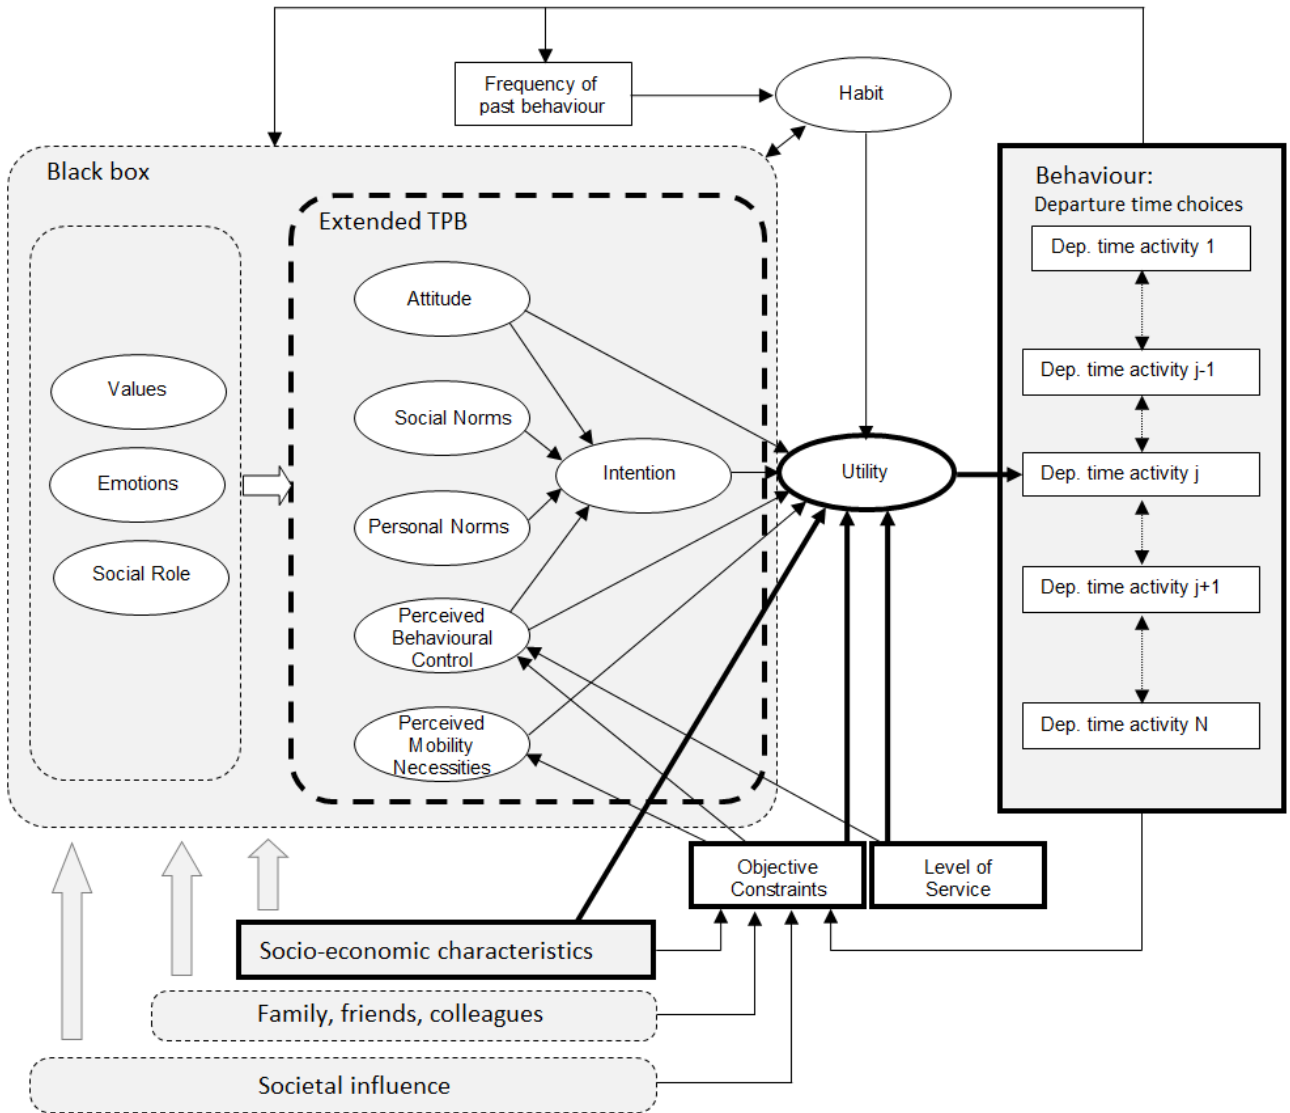 Frequency of
past behaviour
Habit
Black box
Extended TPB
Attitude
Social Norms
Personal Norms
Perceived
Behavioural
Control
Perceived
Mobility
Necessities
Values
Emotions
Social Role
Intention
Utility
Behaviour:
Departure time choices
Dep. time activity 1
Dep. time activity j-1
Dep. time activity j
Dep. time activity j+1
Dep. time activity N
Objective
Constraints
Level of
Service
Socio-economic characteristics
Family, friends, colleagues
Societal influence